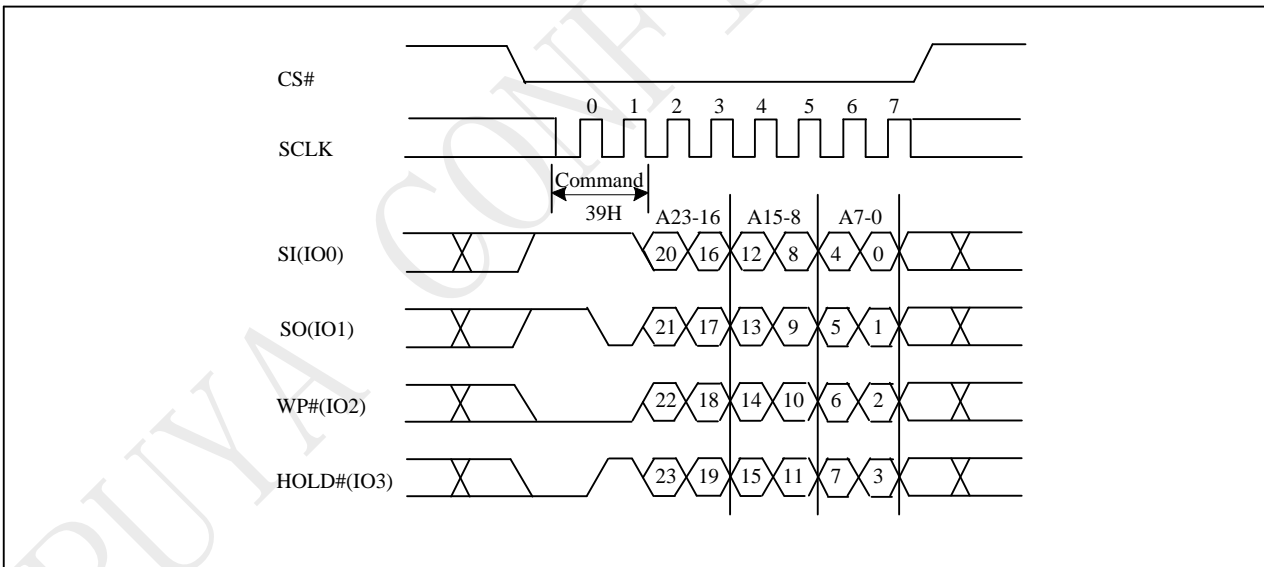 PUYA CONF
CS#
0 1 2 3 4 5 6 7
SCLK
Command
39H
A23-16 A15-8 A7-0
SI(IO0) 20 16 12 8 4 0
SO(IO1) 21 17 13 9 5 1
WP#(IO2) 22 18 14 10 6 2
HOLD#(IO3) 23 19 15 11 7 3